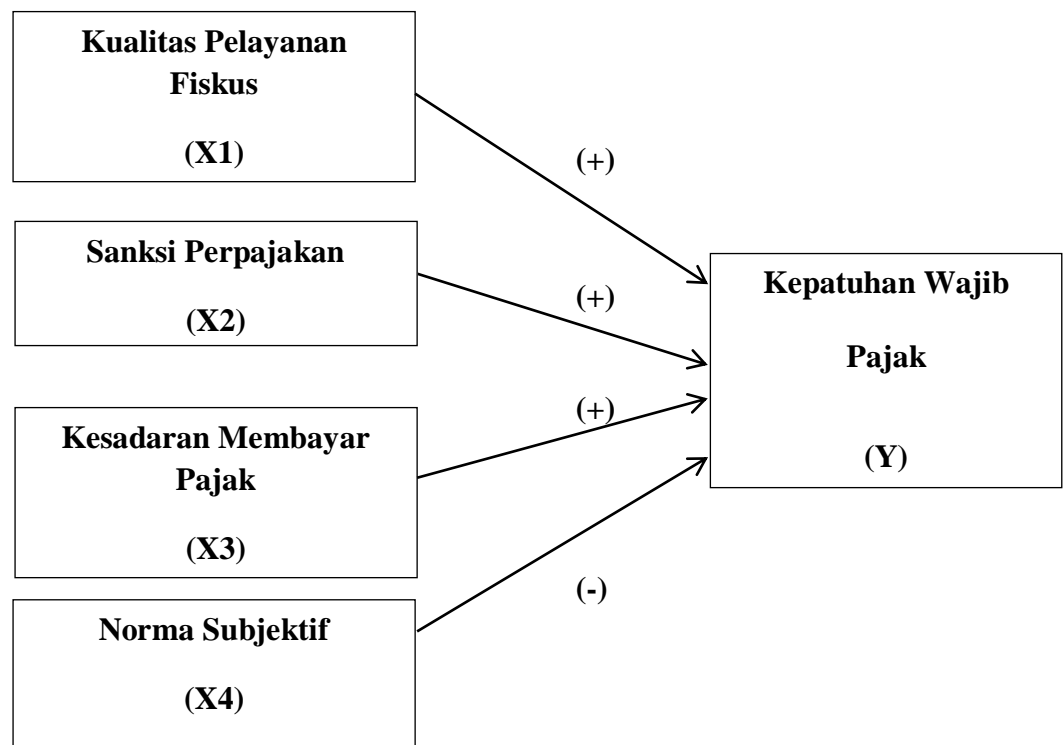 Kualitas Pelayanan
Fiskus
(X1)
(+)
Sanksi Perpajakan
(X2)
(+)
Kesadaran Membayar
Pajak
(X3)
(+)
Norma Subjektif
(X4)
(-)
Kepatuhan Wajib
Pajak
(Y)